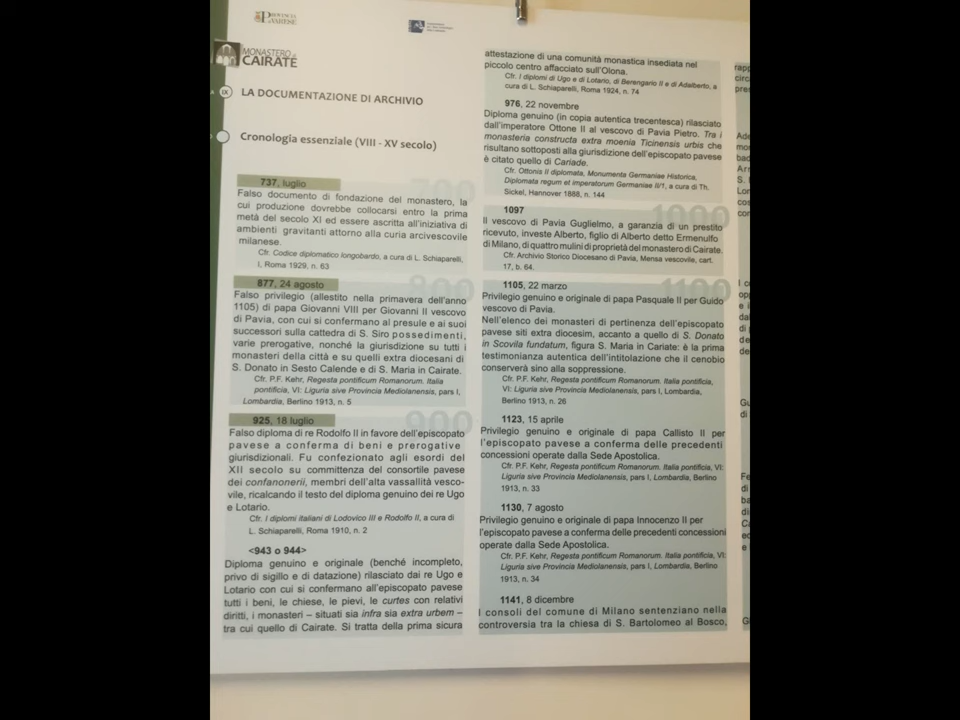 PROVINCIA
VARESE
MONASTERO di
CAIRATE
IX
LA DOCUMENTAZIONE DI ARCHIVIO
Cronologia essenziale (VIII - XV secolo)
700
737, luglio
Falso documento di fondazione del monastero, la
cui produzione dovrebbe collocarsi entro la prima
metà del secolo XI ed essere ascritta all'iniziativa di
ambienti gravitanti attorno alla curia arcivescovile
milanese.
Cfr. Codice diplomatico longobardo, a cura di L. Schiaparelli,
I, Roma 1929, n. 63
800
877, 24 agosto
Falso privilegio (allestito nella primavera dell'anno
1105) di papa Giovanni VIII per Giovanni II vescovo
di Pavia, con cui si confermano al presule e ai suoi
successori sulla cattedra di S. Siro possedimenti,
varie prerogative, nonché la giurisdizione su tutti i
monasteri della città e su quelli extra diocesani di
S. Donato in Sesto Calende e di S. Maria in Cairate.
Cfr. P.F. Kehr, Regesta pontificum Romanorum. Italia
pontificia, VI: Liguria sive Provincia Mediolanensis, pars I,
Lombardia, Berlino 1913, n. 5
900
925, 18 luglio
Falso diploma di re Rodolfo II in favore dell'episcopato
pavese a conferma di beni e prerogative
giurisdizionali. Fu confezionato agli esordi del
XII secolo su committenza del consortile pavese
dei confanonerii, membri dell'alta vassallità vesco-
vile, ricalcando il testo del diploma genuino dei re Ugo
e Lotario.
Cfr. I diplomi italiani di Lodovico III e Rodolfo II, a cura di
L. Schiaparelli, Roma 1910, n. 2
<943 o 944>
Diploma genuino e originale (benché incompleto,
privo di sigillo e di datazione) rilasciato dai re Ugo e
Lotario con cui si confermano all'episcopato pavese
tutti i beni, le chiese, le pievi, le curtes con relativi
diritti, i monasteri – situati sia infra sia extra urbem –
tra cui quello di Cairate. Si tratta della prima sicura
attestazione di una comunità monastica insediata nel
piccolo centro affacciato sull'Olona.
Cfr. I diplomi di Ugo e di Lotario, di Berengario II e di Adalberto, a
cura di L. Schiaparelli, Roma 1924, n. 74
976, 22 novembre
Diploma genuino (in copia autentica trecentesca) rilasciato
dall'imperatore Ottone II al vescovo di Pavia Pietro. Tra i
monasteria constructa extra moenia Ticinensis urbis che
risultano sottoposti alla giurisdizione dell'episcopato pavese
è citato quello di Cariade.
Cfr. Ottonis II diplomata, Monumenta Germaniae Historica,
Diplomata regum et imperatorum Germaniae II/1, a cura di Th.
Sickel, Hannover 1888, n. 144
1000
1097
Il vescovo di Pavia Guglielmo, a garanzia di un prestito
ricevuto, investe Alberto, figlio di Alberto detto Ermenulfo
di Milano, di quattro mulini di proprietà del monastero di Cairate.
Cfr. Archivio Storico Diocesano di Pavia, Mensa vescovile, cart.
17, b. 64.
1100
1105, 22 marzo
Privilegio genuino e originale di papa Pasquale II per Guido
vescovo di Pavia.
Nell'elenco dei monasteri di pertinenza dell'episcopato
pavese siti extra diocesim, accanto a quello di S. Donato
in Scovila fundatum, figura S. Maria in Cariate: è la prima
testimonianza autentica dell'intitolazione che il cenobio
conserverà sino alla soppressione.
Cfr. P.F. Kehr, Regesta pontificum Romanorum. Italia pontificia,
VI: Liguria sive Provincia Mediolanensis, pars I, Lombardia,
Berlino 1913, n. 26
1123, 15 aprile
Privilegio genuino e originale di papa Callisto II per
l'episcopato pavese a conferma delle precedenti
concessioni operate dalla Sede Apostolica.
Cfr. P.F. Kehr, Regesta pontificum Romanorum. Italia pontificia, VI:
Liguria sive Provincia Mediolanensis, pars I, Lombardia, Berlino
1913, n. 33
1130, 7 agosto
Privilegio genuino e originale di papa Innocenzo II per
l'episcopato pavese a conferma delle precedenti concessioni
operate dalla Sede Apostolica.
Cfr. P.F. Kehr, Regesta pontificum Romanorum. Italia pontificia, VI:
Liguria sive Provincia Mediolanensis, pars I, Lombardia, Berlino
1913, n. 34
1141, 8 dicembre
I consoli del comune di Milano sentenziano nella
controversia tra la chiesa di S. Bartolomeo al Bosco,